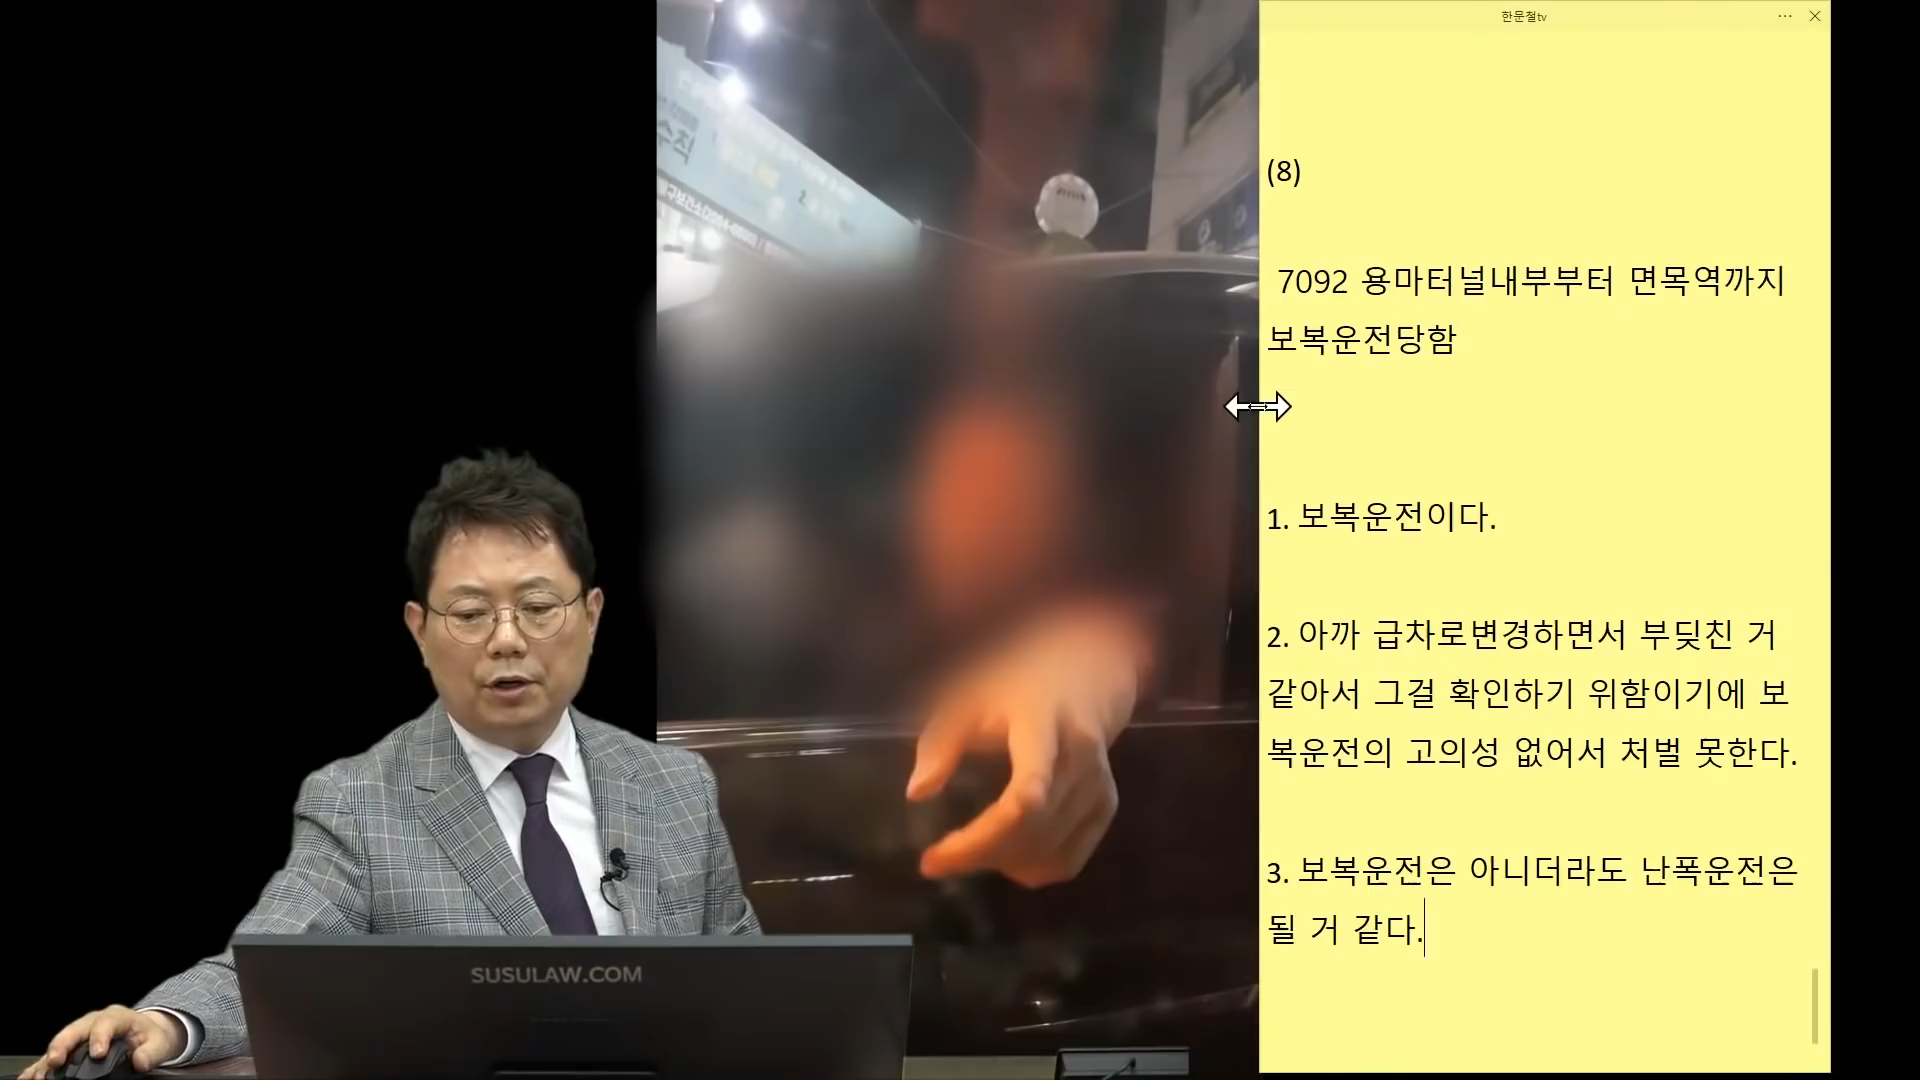 한문철tv
(8)
7092 용마터널내부부터 면목역까지
보복운전당함
1. 보복운전이다.
2. 아까 급차로변경하면서 부딪친 거
같아서 그걸 확인하기 위함이기에 보
복운전의 고의성 없어서 처벌 못한다.
3. 보복운전은 아니더라도 난폭운전은
될 거 같다.
수직
2.
SUSULAW.COM